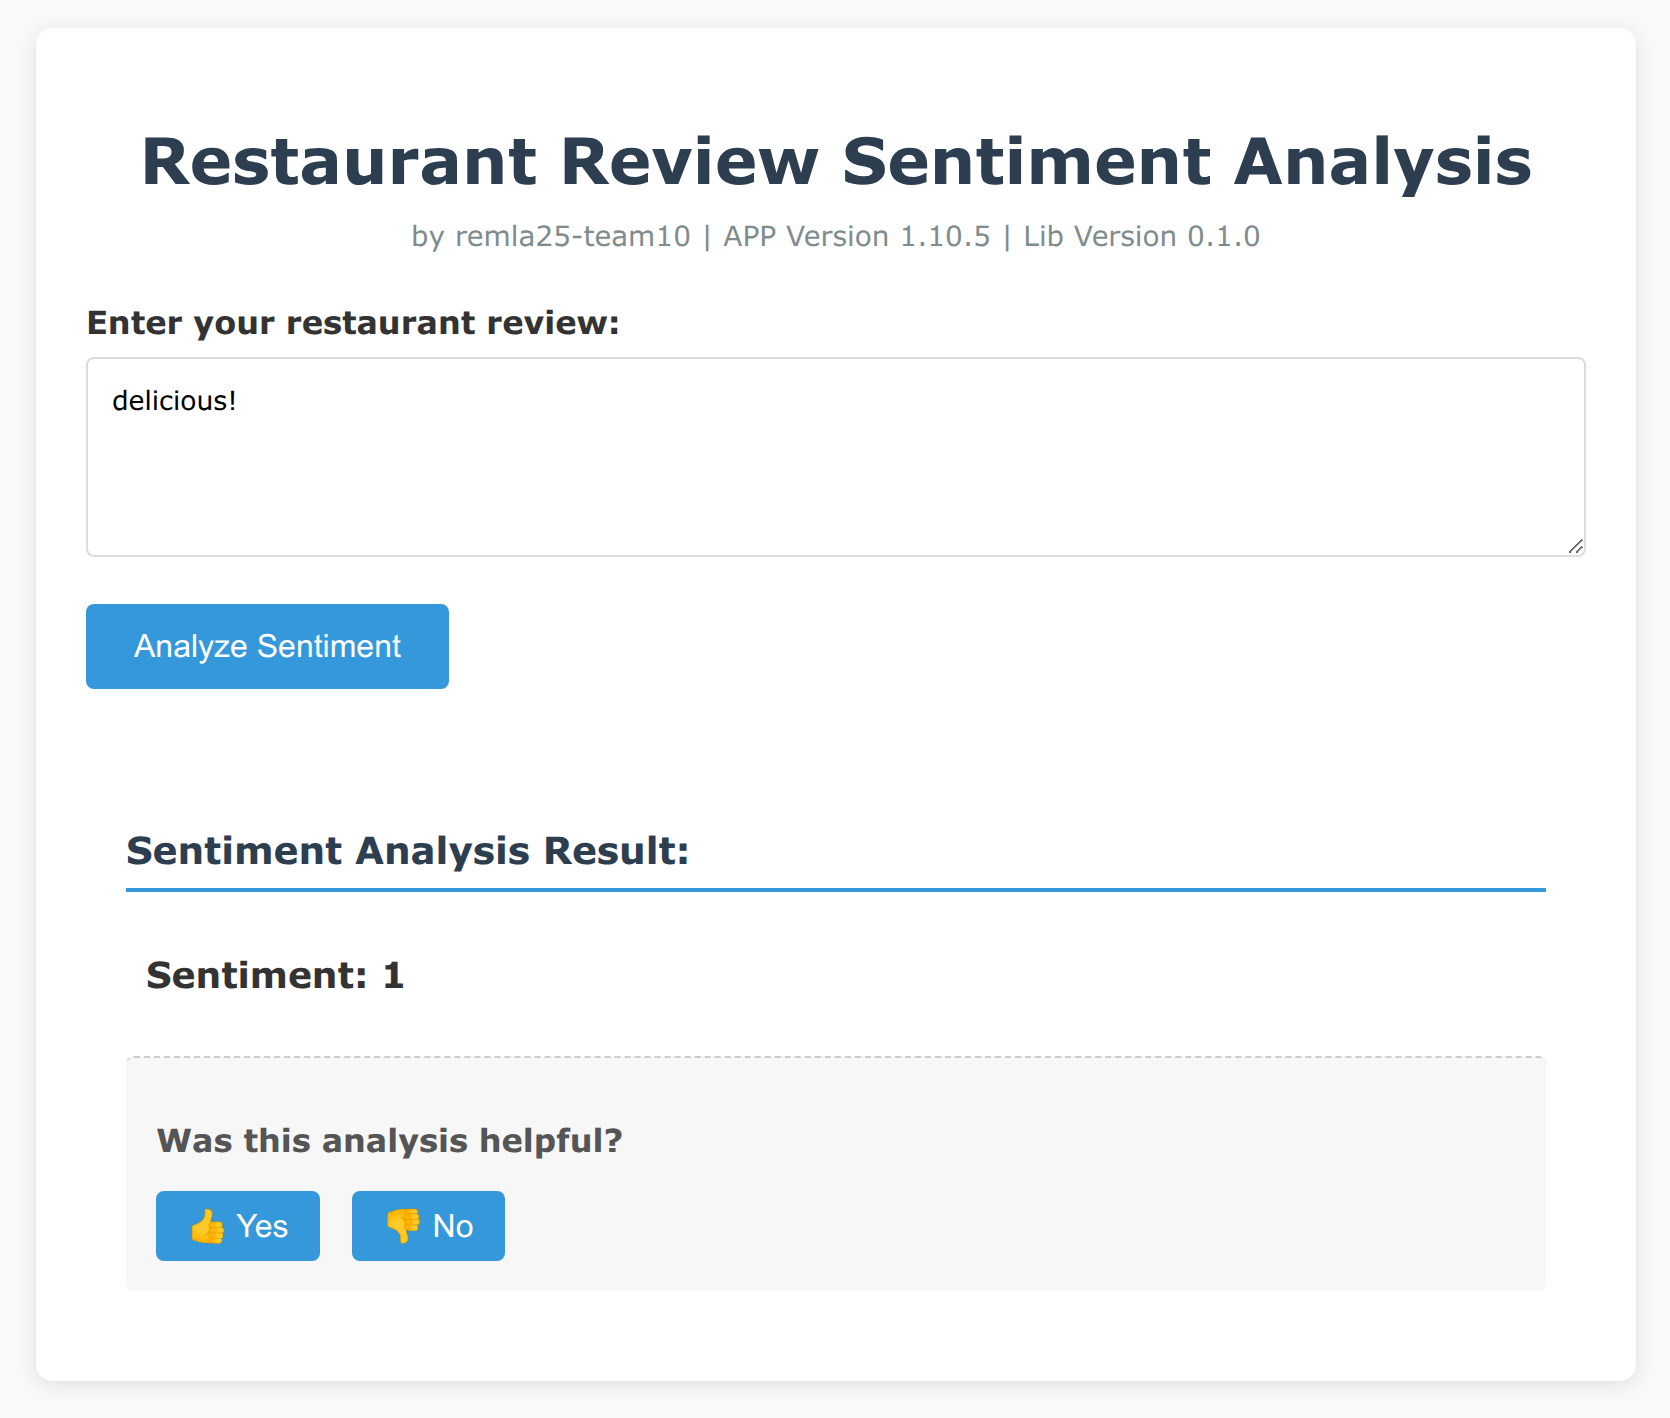 Restaurant Review Sentiment Analysis
by remla25-team10 | APP Version 1.10.5 | Lib Version 0.1.0
Enter your restaurant review:
delicious!
Analyze Sentiment
Sentiment Analysis Result:
Sentiment: 1
Was this analysis helpful?
👍 Yes 👎 No